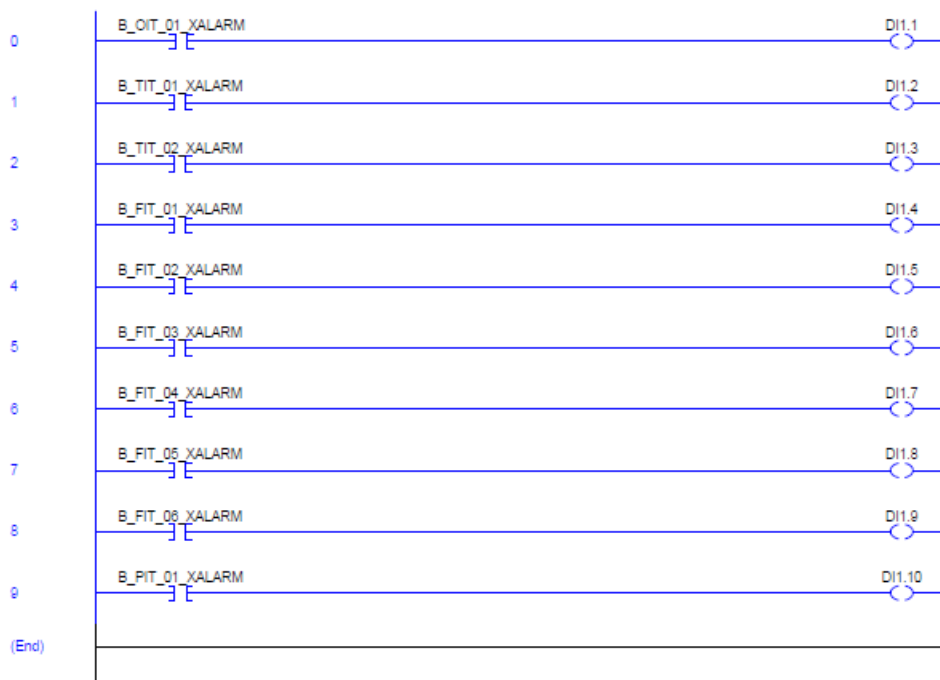 B_OIT_01_XALARM DI1.1
0
B_TIT_01_XALARM DI1.2
1
B_TIT_02_XALARM DI1.3
2
B_FIT_01_XALARM DI1.4
3
B_FIT_02_XALARM DI1.5
4
B_FIT_03_XALARM DI1.6
5
B_FIT_04_XALARM DI1.7
6
B_FIT_05_XALARM DI1.8
7
B_FIT_06_XALARM DI1.9
8
B_PIT_01_XALARM DI1.10
9
(End)